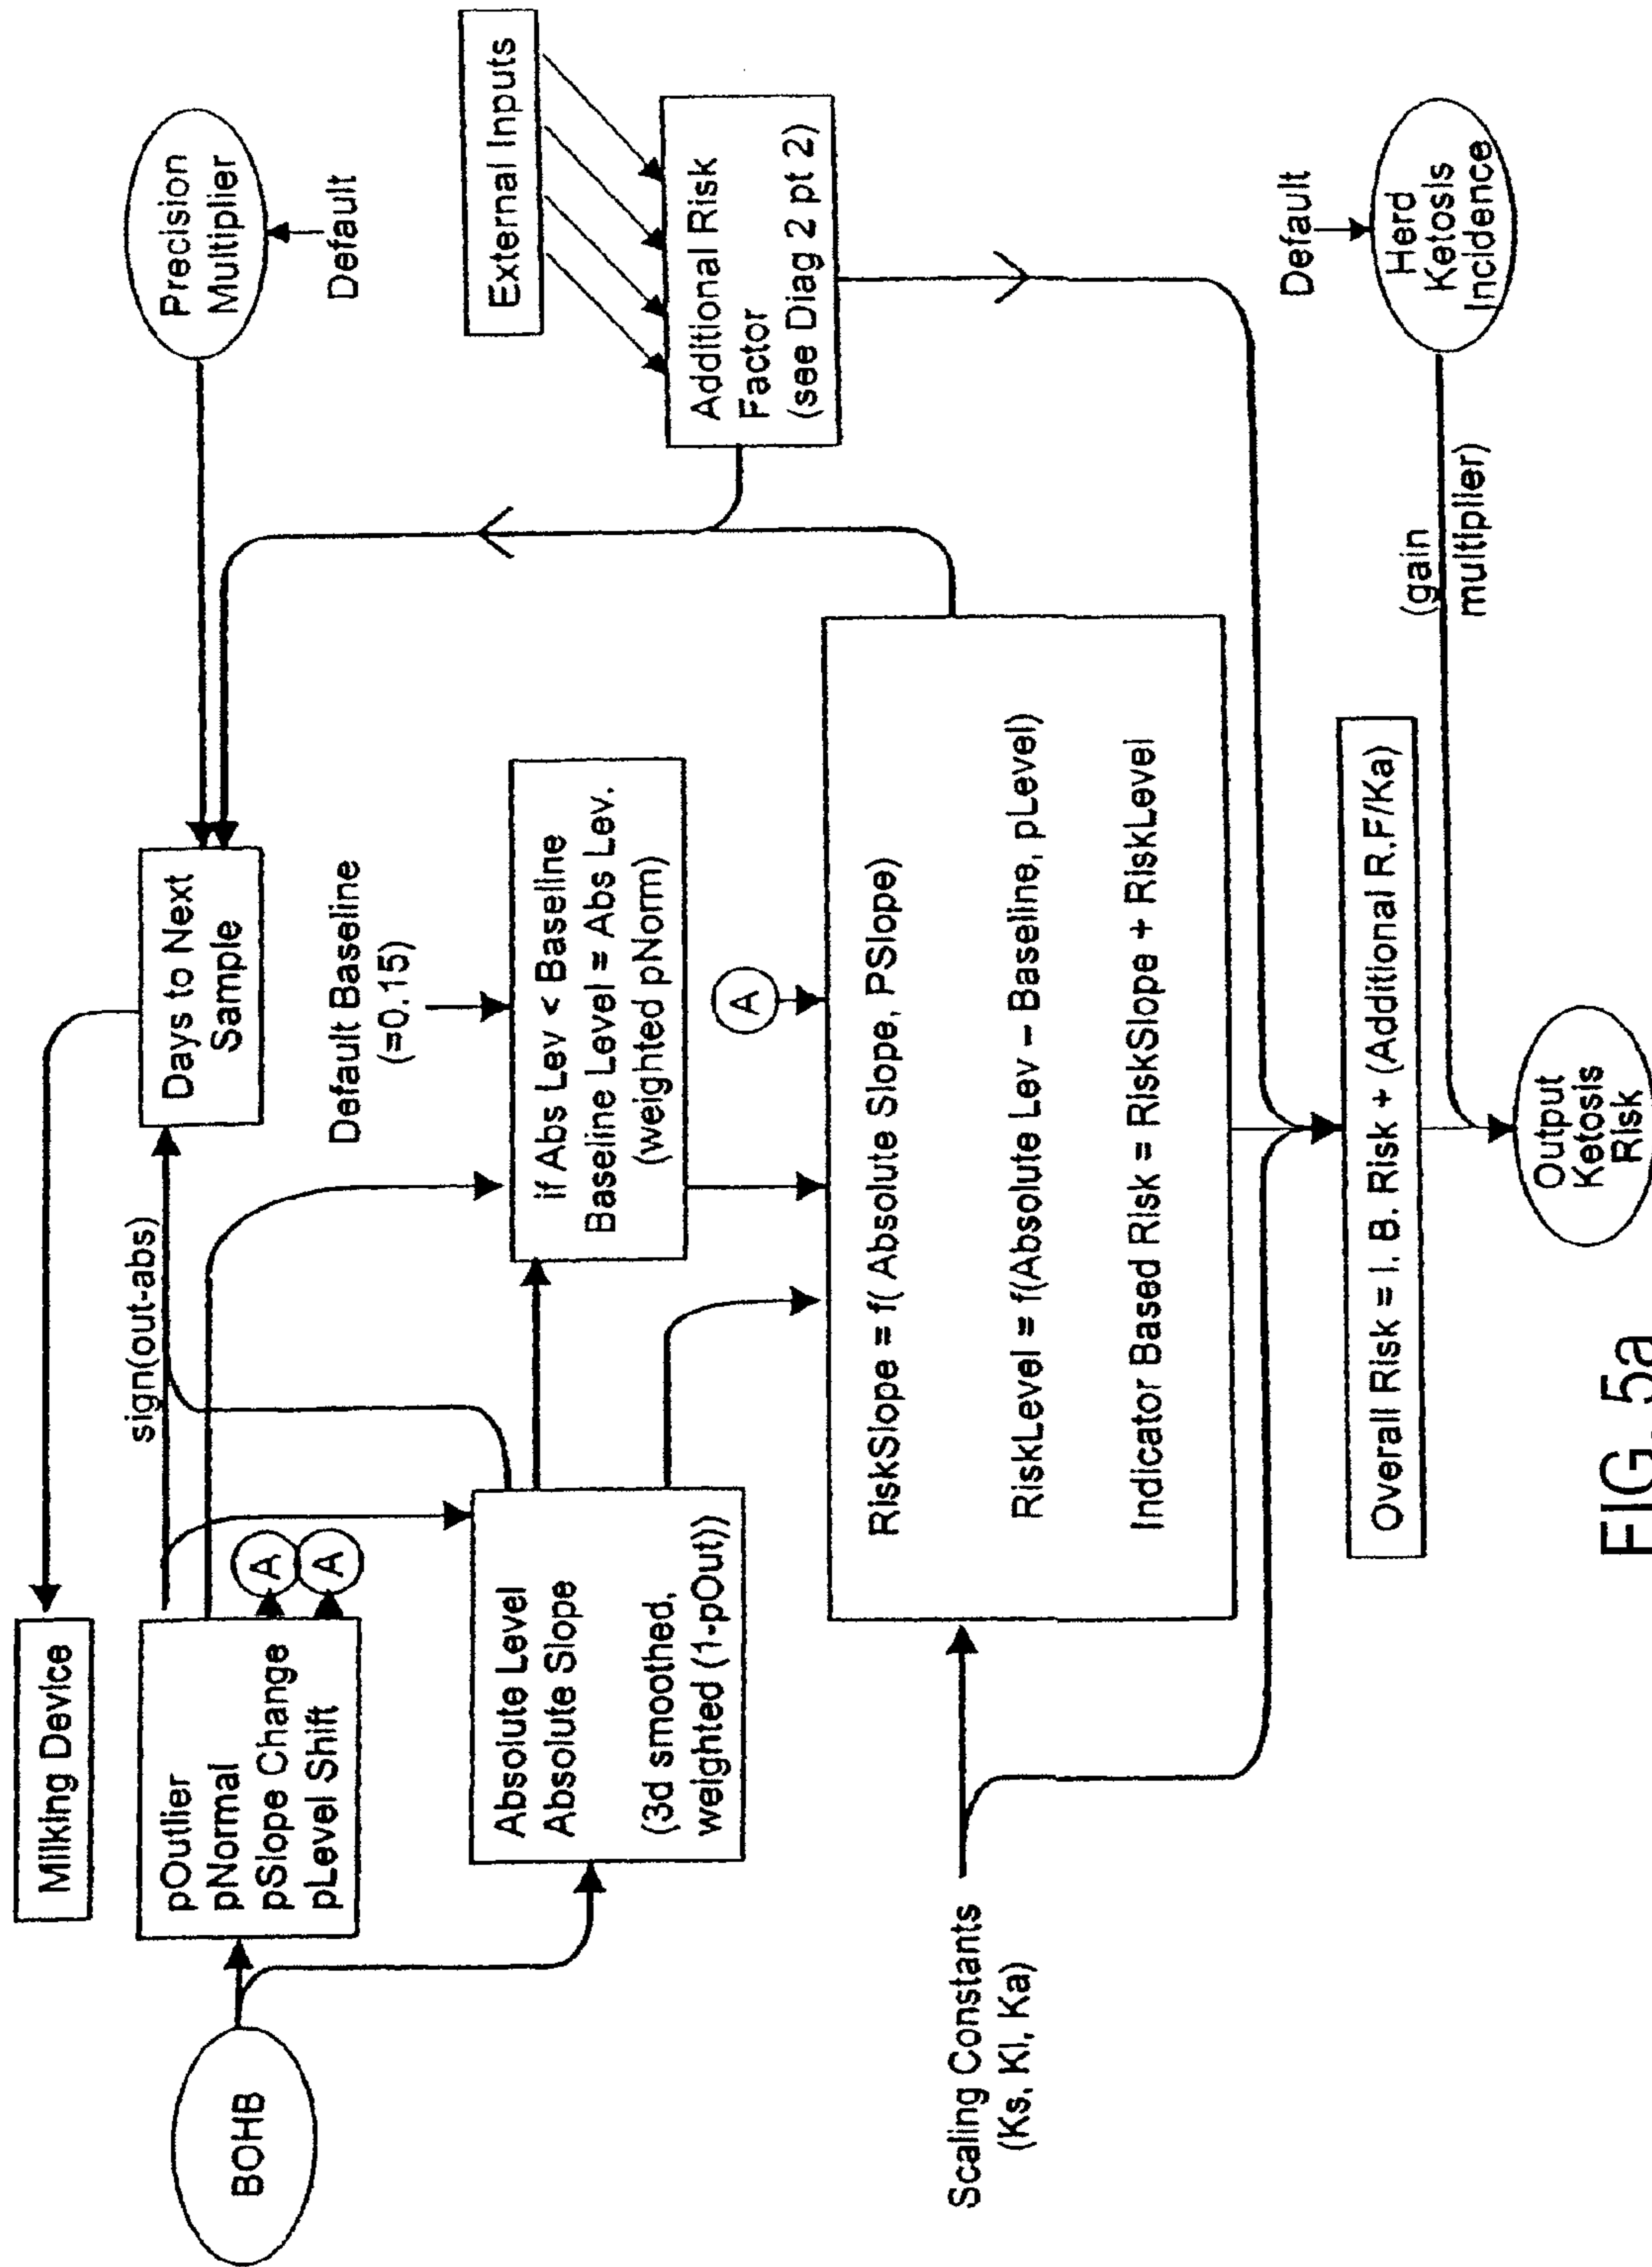 Milking Device
pOutlier
pNormal
pSlope Change
pLevel Shift
A
A
sign(out-abs)
Days to Next
Sample
Precision
Multiplier
Default
BOHB
Absolute Level
Absolute Slope
(3d smoothed,
weighted (1-pOut))
Default Baseline
(=0.15)
if Abs Lev < Baseline
Baseline Level = Abs Lev.
(weighted pNorm)
External Inputs
Additional Risk
Factor
(see Diag 2 pt 2)
A
Scaling Constants
(Ks, Kl, Ka)
RiskSlope = f( Absolute Slope, PSlope)
RiskLevel = f(Absolute Lev – Baseline, pLevel)
Indicator Based Risk = RiskSlope + RiskLevel
Overall Risk = I. B. Risk + (Additional R.F/Ka)
Default
Herd
Ketosis
Incidence
(gain
multiplier)
Output
Ketosis
Risk
FIG. 5a